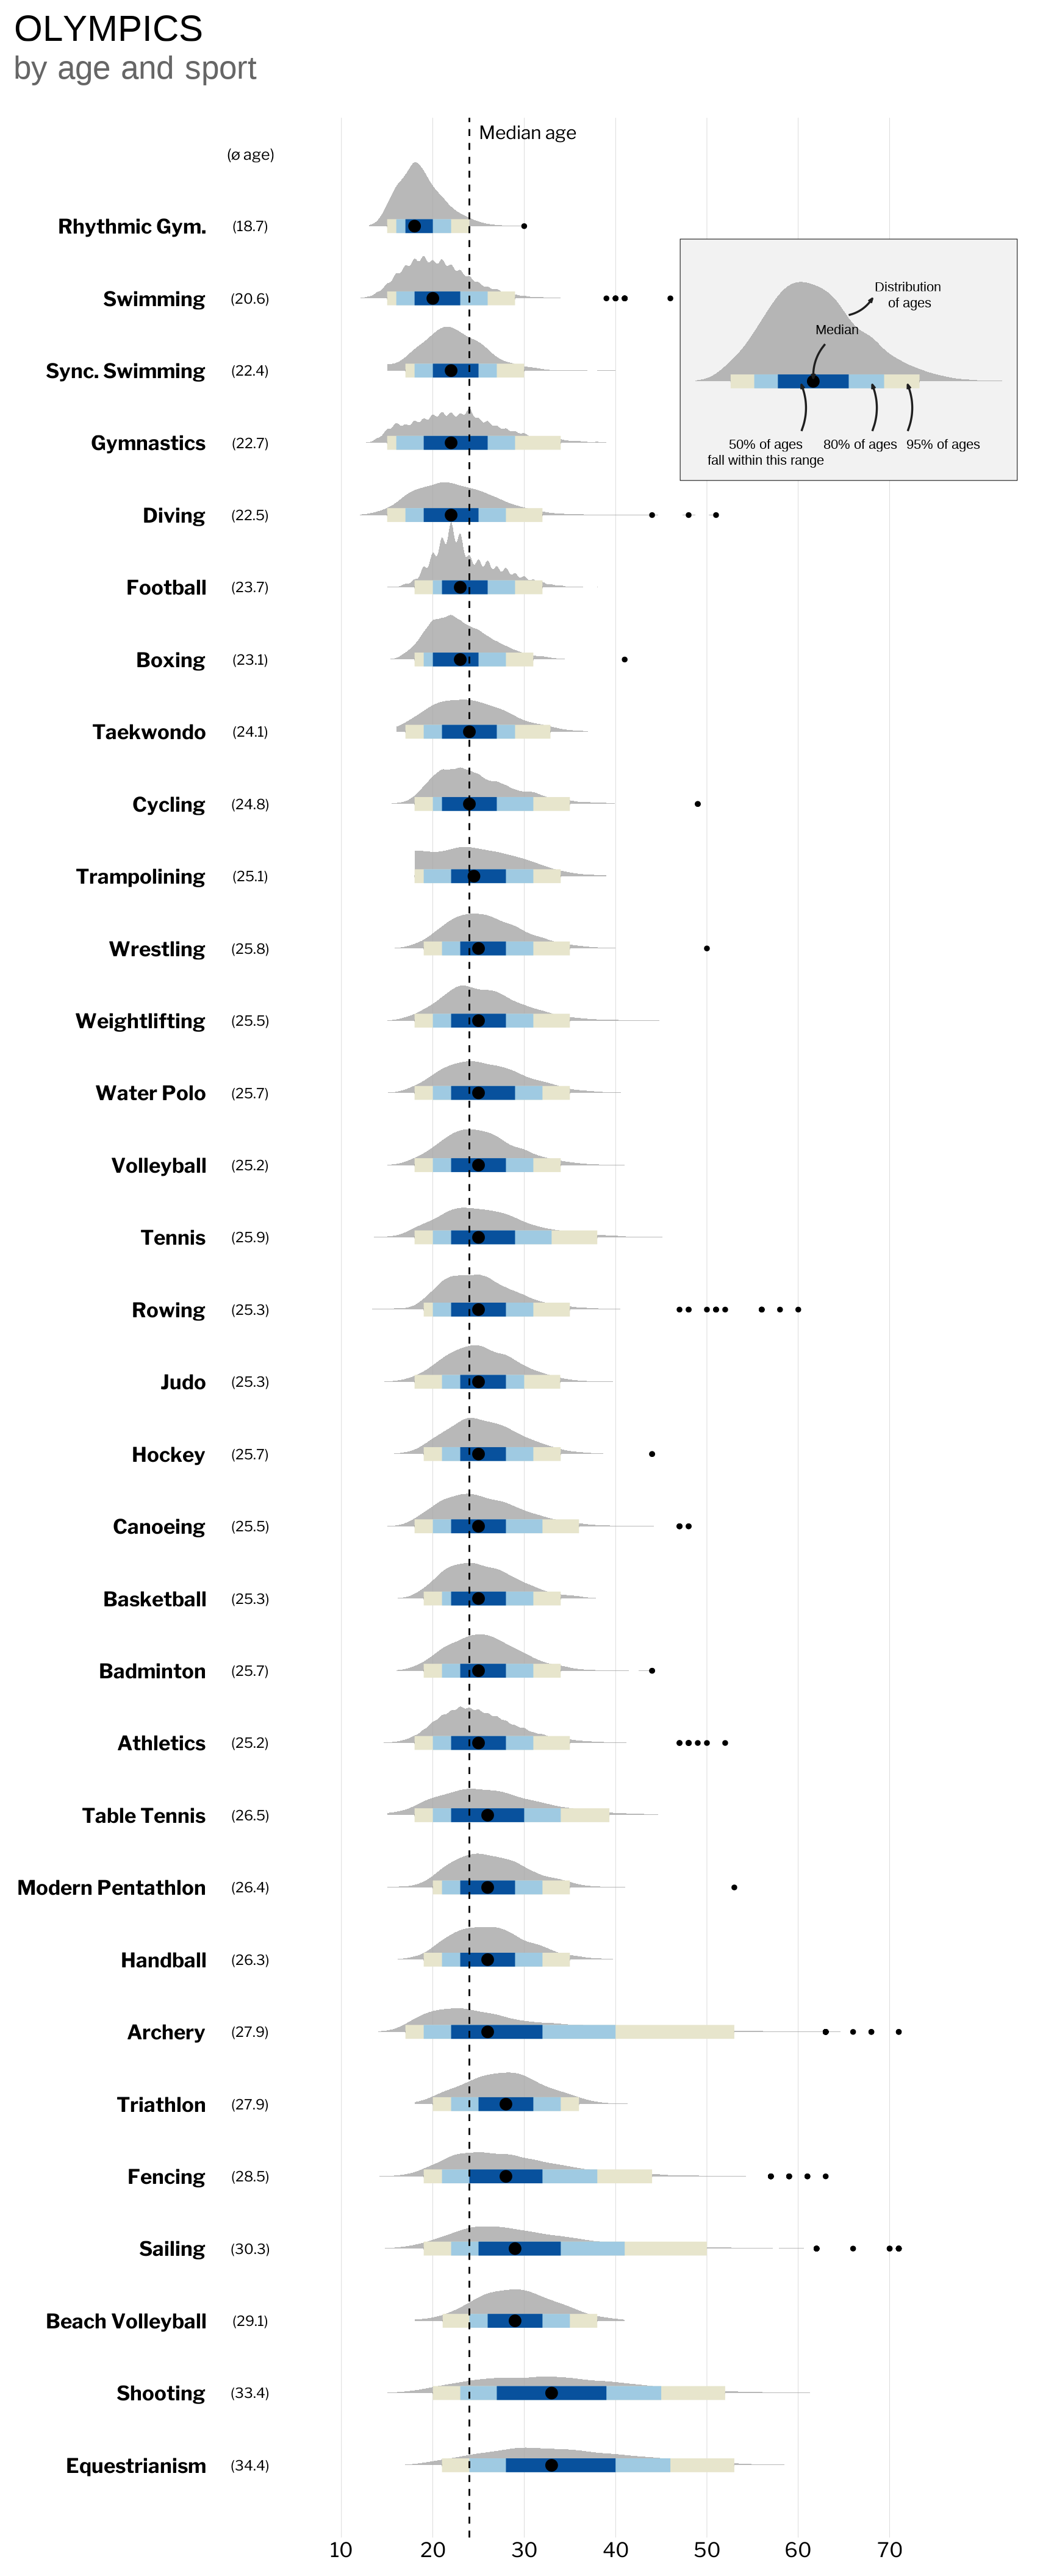 OLYMPICS
by age and sport
Median age
(ø age)
Rhythmic Gym. (18.7)
Swimming (20.6)
Distribution
of ages
Median
Sync. Swimming (22.4)
Gymnastics (22.7)
50% of ages 80% of ages 95% of ages
fall within this range
Diving (22.5)
Football (23.7)
Boxing (23.1)
Taekwondo (24.1)
Cycling (24.8)
Trampolining (25.1)
Wrestling (25.8)
Weightlifting (25.5)
Water Polo (25.7)
Volleyball (25.2)
Tennis (25.9)
Rowing (25.3)
Judo (25.3)
Hockey (25.7)
Canoeing (25.5)
Basketball (25.3)
Badminton (25.7)
Athletics (25.2)
Table Tennis (26.5)
Modern Pentathlon (26.4)
Handball (26.3)
Archery (27.9)
Triathlon (27.9)
Fencing (28.5)
Sailing (30.3)
Beach Volleyball (29.1)
Shooting (33.4)
Equestrianism (34.4)
10 20 30 40 50 60 70